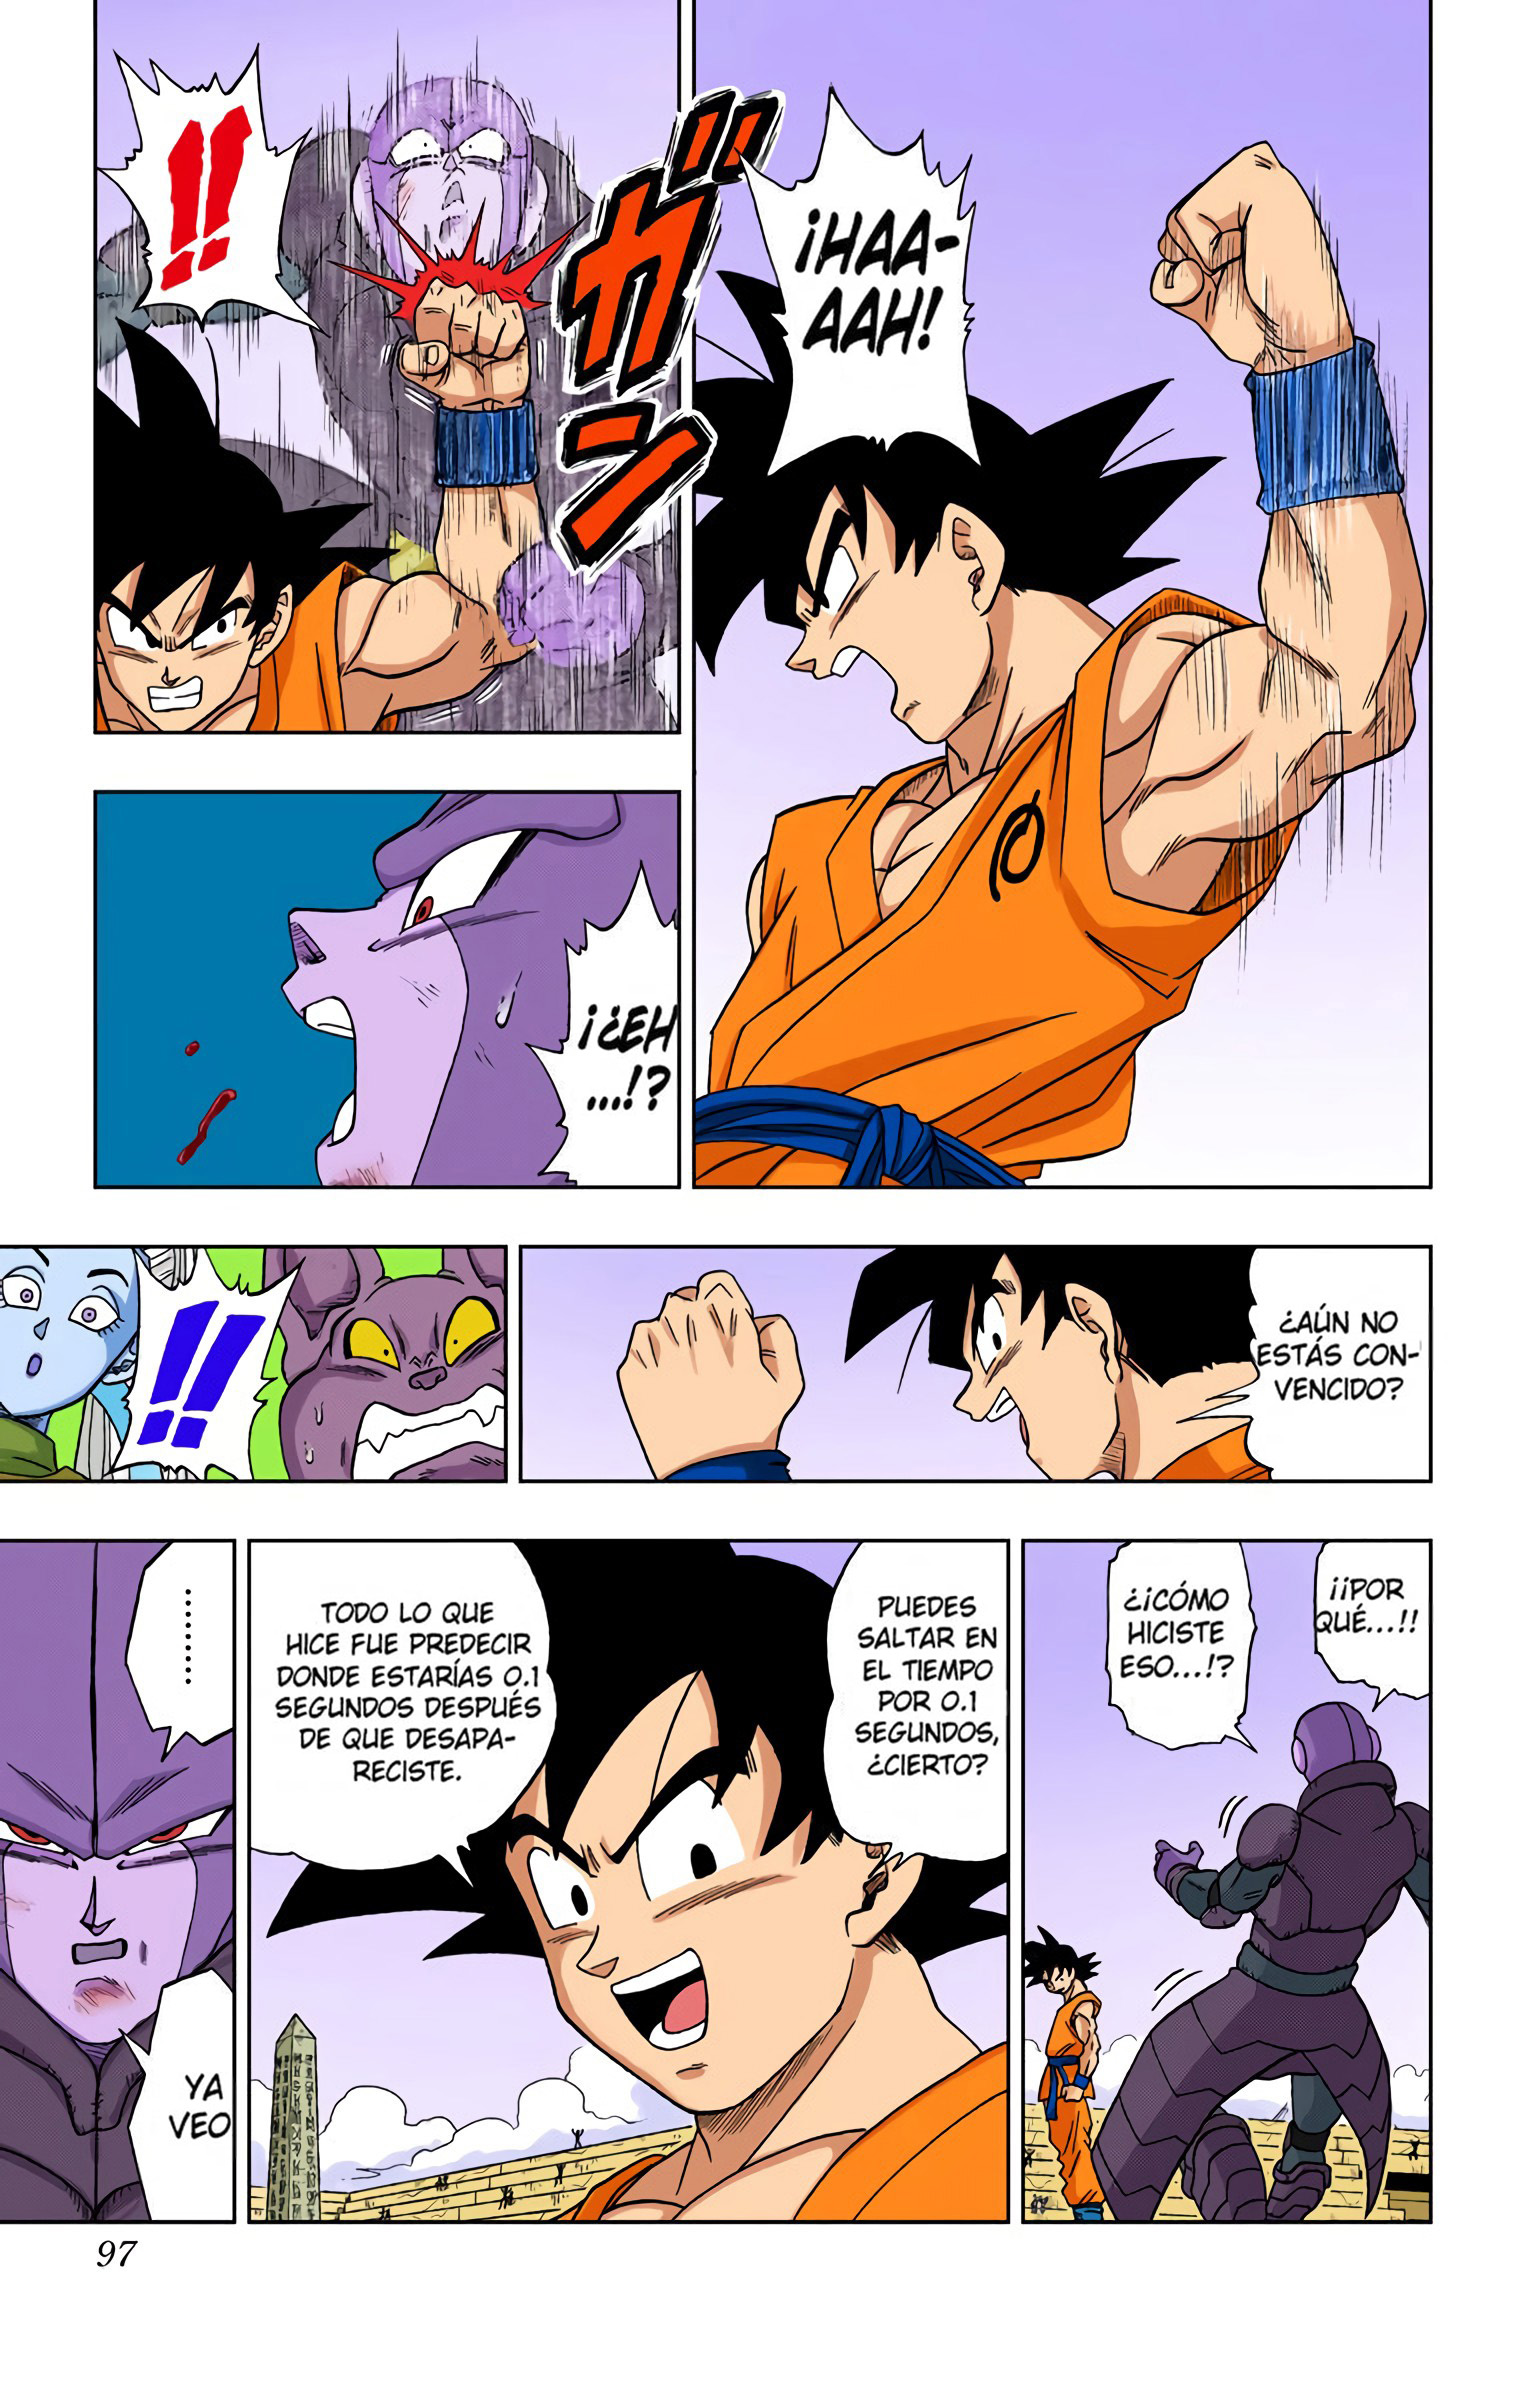 ¡HAA-
AAH!
ガンッ
!!
¡¿EH
...!?
¿AÚN NO
ESTÁS CON-
VENCIDO?
!!
¡¡POR
QUÉ...!!
¿¡CÓMO
HICISTE
ESO...!?
PUEDES
SALTAR EN
EL TIEMPO
POR 0.1
SEGUNDOS,
¿CIERTO?
TODO LO QUE
HICE FUE PREDECIR
DONDE ESTARÍAS 0.1
SEGUNDOS DESPUÉS
DE QUE DESAPA-
RECISTE.
........
YA
VEO
97